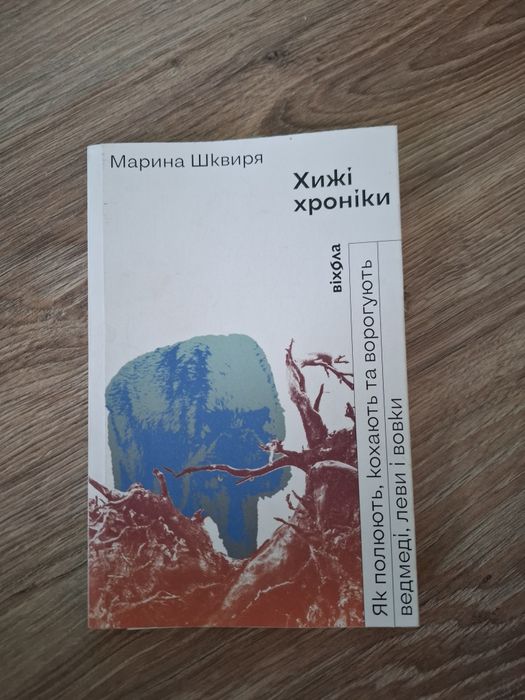 Марина Шквиря
Хижі
хроніки
віхола
Як полюють, кохають та ворогують
ведмеді, леви і вовки